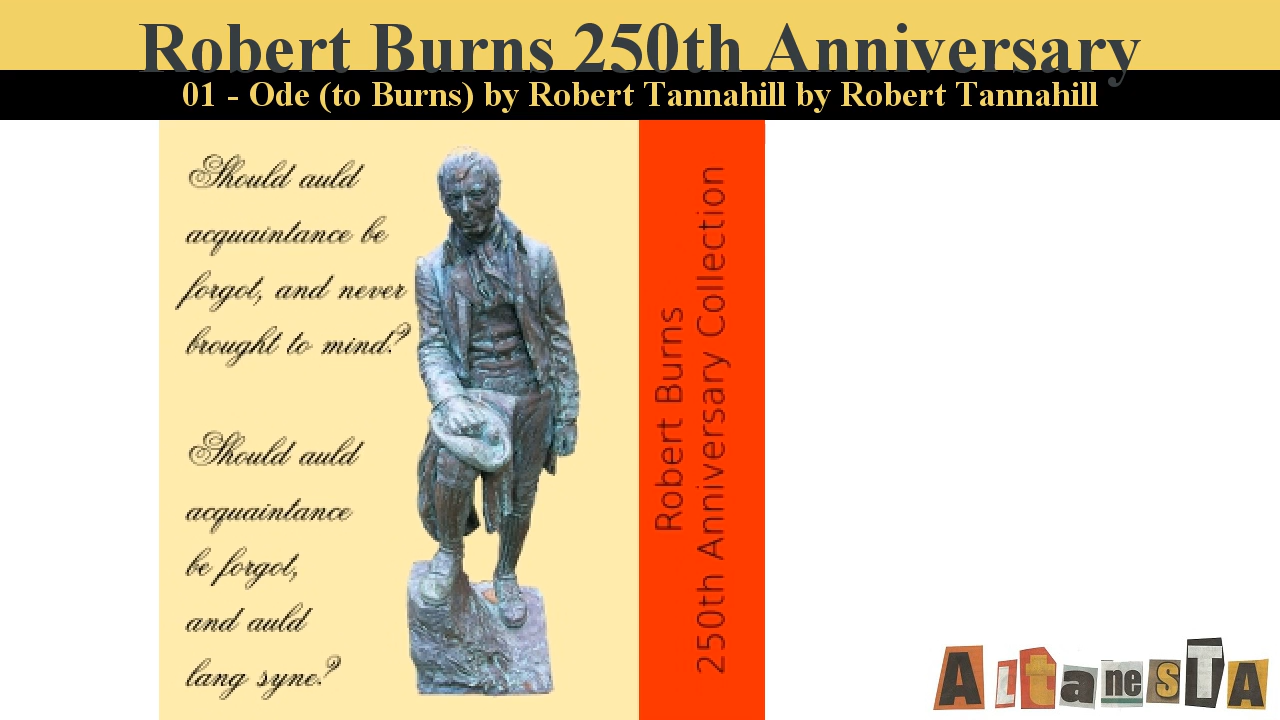 Robert Burns 250th Anniversary
01 - Ode (to Burns) by Robert Tannahill by Robert Tannahill
Should auld
acquaintance be
forgot, and never
brought to mind?
Should auld
acquaintance
be forgot,
and auld
lang syne?
Robert Burns
250th Anniversary Collection
AltanesTA